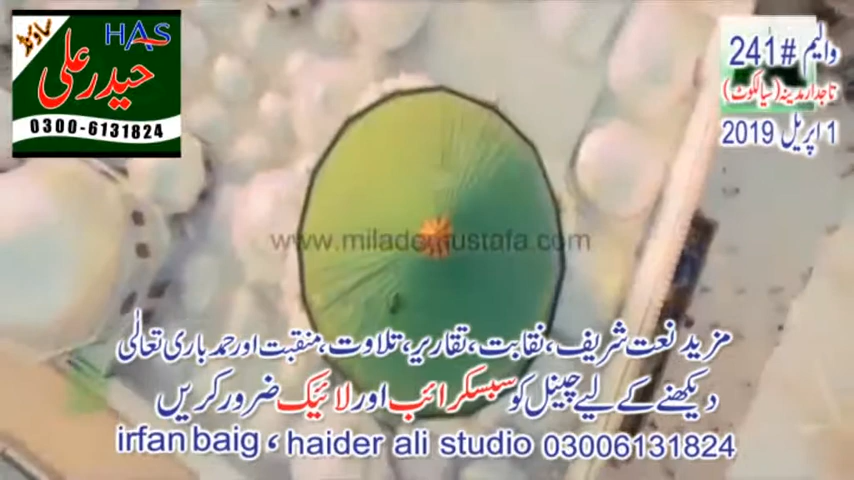 ساؤنڈ
HAS
حیدر علی
0300-6131824
والیم #241
تاجدار مدینہ (سیالکوٹ)
1 اپریل 2019
www.milademustafa.com
مزید نعت شریف، نقابت، تقاریر، تلاوت، منقبت اور حمد باری تعالٰی
دیکھنے کے لیے چینل کو سبسکرائب اور لائیک ضرور کریں
irfan baig، haider ali studio 03006131824